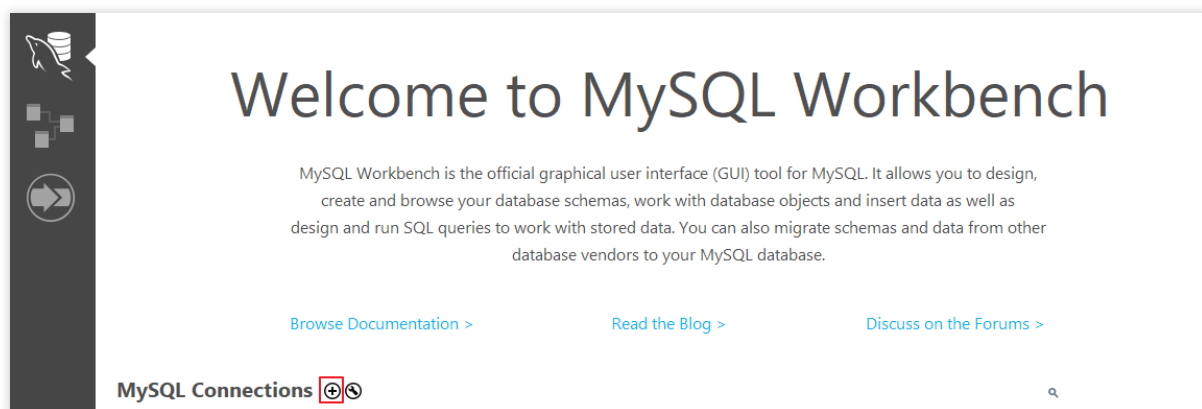 Welcome to MySQL Workbench
MySQL Workbench is the official graphical user interface (GUI) tool for MySQL. It allows you to design,
create and browse your database schemas, work with database objects and insert data as well as
design and run SQL queries to work with stored data. You can also migrate schemas and data from other
database vendors to your MySQL database.
Browse Documentation >
Read the Blog >
Discuss on the Forums >
MySQL Connections